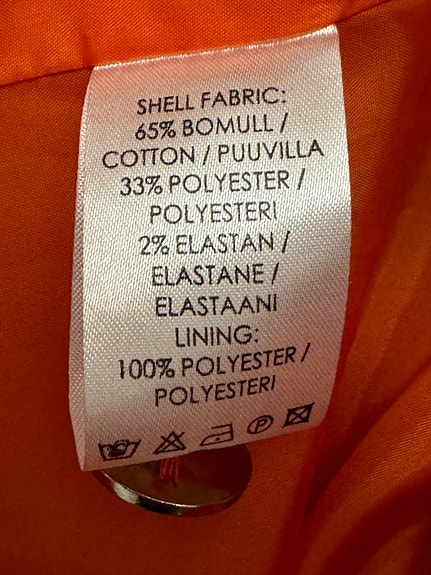 SHELL FABRIC:
65% BOMULL /
COTTON / PUUVILLA
33% POLYESTER /
POLYESTERI
2% ELASTAN /
ELASTANE /
ELASTAANI
LINING:
100% POLYESTER /
POLYESTERI
P